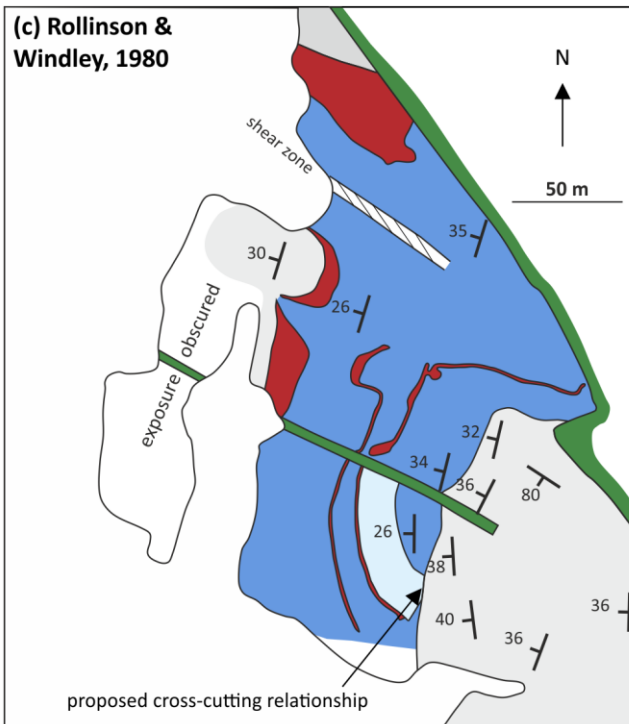 (c) Rollinson &
Windley, 1980
N
50 m
shear zone
35
30
26
exposure obscured
32
34
36
80
26
38
40
36
36
proposed cross-cutting relationship